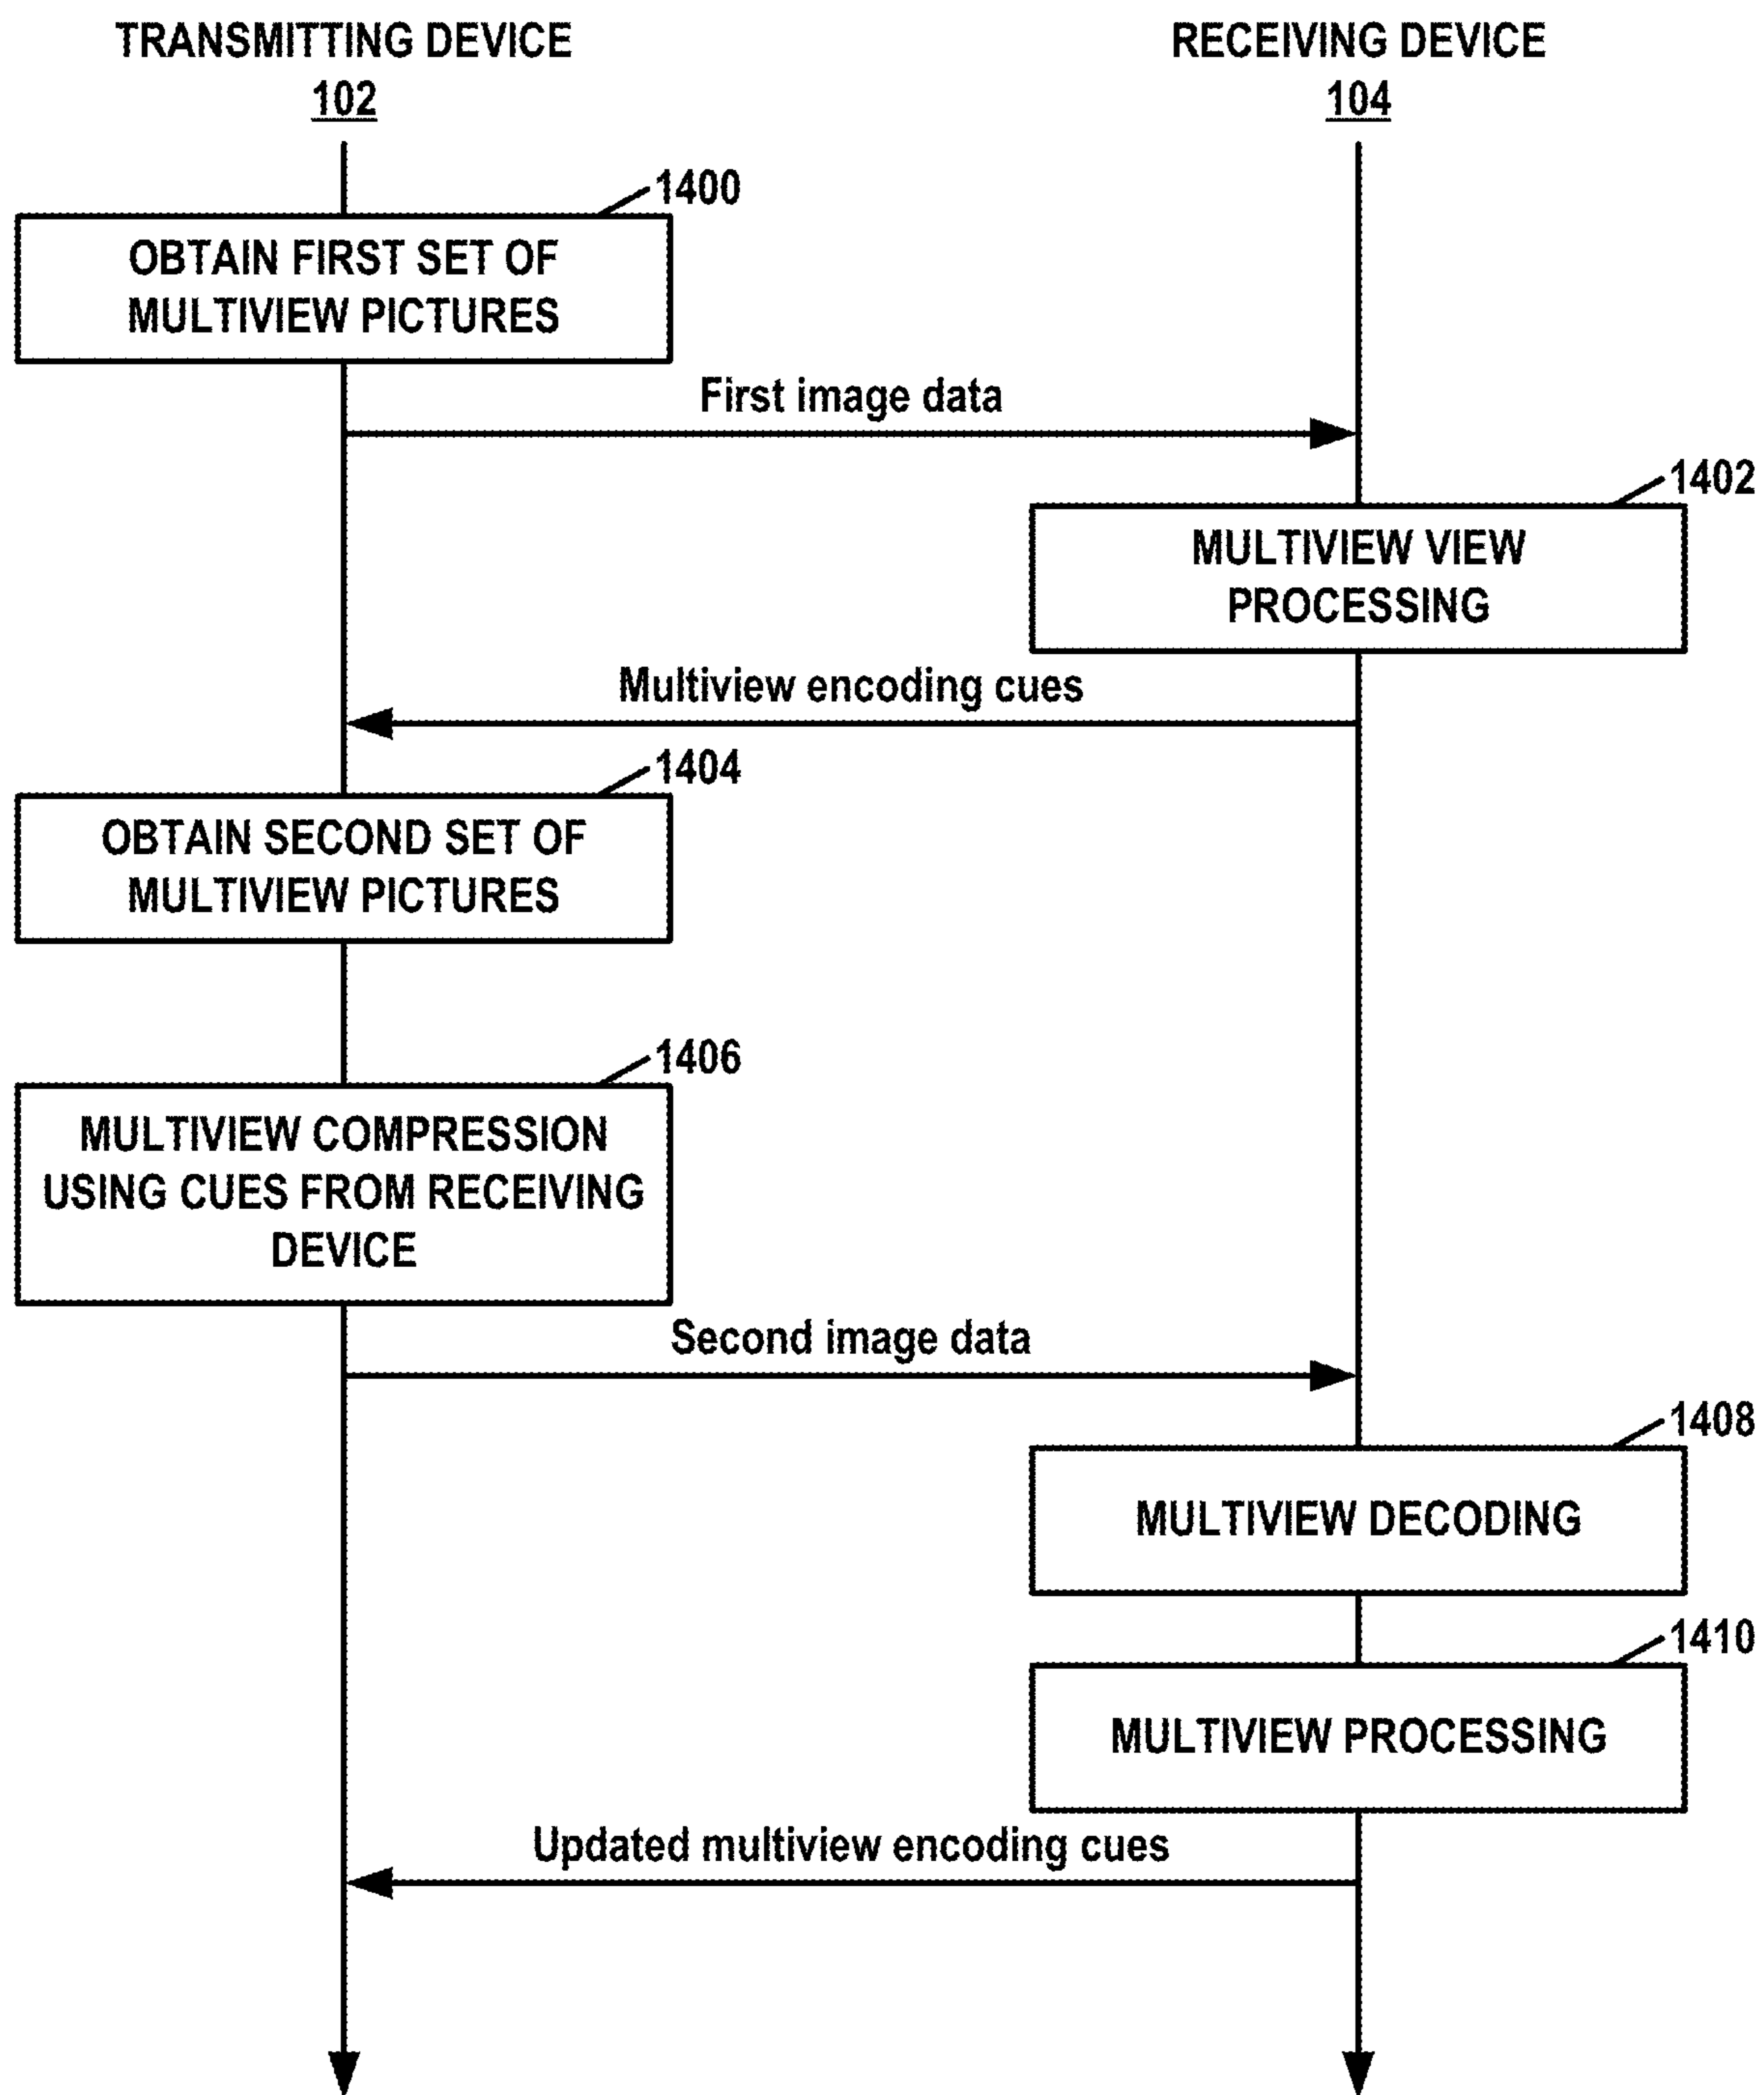 TRANSMITTING DEVICE
102
RECEIVING DEVICE
104
1400
OBTAIN FIRST SET OF
MULTIVIEW PICTURES
First image data
1402
MULTIVIEW VIEW
PROCESSING
Multiview encoding cues
1404
OBTAIN SECOND SET OF
MULTIVIEW PICTURES
1406
MULTIVIEW COMPRESSION
USING CUES FROM RECEIVING
DEVICE
Second image data
1408
MULTIVIEW DECODING
1410
MULTIVIEW PROCESSING
Updated multiview encoding cues